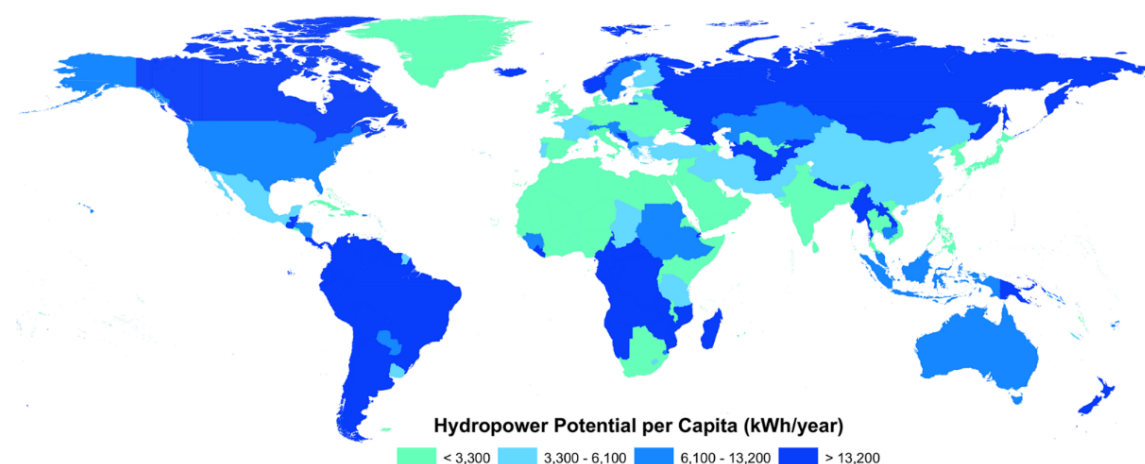 Hydropower Potential per Capita (kWh/year)
< 3,300 3,300 - 6,100 6,100 - 13,200 > 13,200